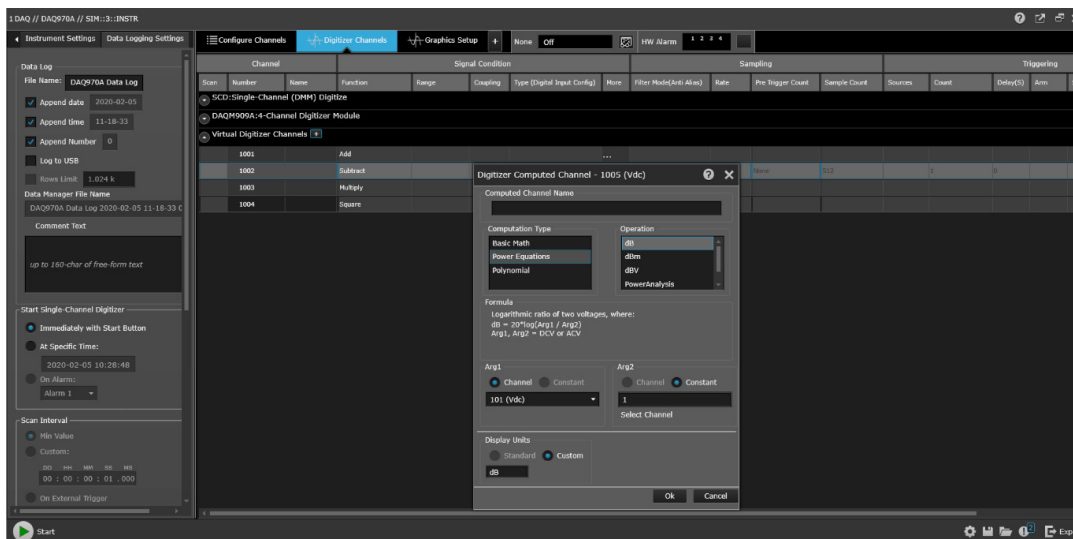 1 DAQ // DAQ970A // SIM::3::INSTR
Instrument Settings Data Logging Settings
Configure Channels Digitizer Channels Graphics Setup + None Off HW Alarm 1 2 3 4
Data Log
File Name: DAQ970A Data Log
Append date 2020-02-05
Append time 11-18-33
Append Number 0
Log to USB
Rows Limit 1.024 k
Data Manager File Name
DAQ970A Data Log 2020-02-05 11-18-33
Comment Text
up to 160-char of free-form text
Start Single-Channel Digitizer
Immediately with Start Button
At Specific Time:
2020-02-05 10:28:48
On Alarm:
Alarm 1
Scan Interval
Min Value
Custom:
DD HH MM SS MS
00 : 00 : 00 : 01 .000
On External Trigger
Start
Channel Signal Condition Sampling Triggering
Scan Number Name Function Range Coupling Type (Digital Input Config) More Filter Mode(Anti Alias) Rate Pre Trigger Count Sample Count Sources Count Delay(S) Arm
SCD:Single-Channel (DMM) Digitize
DAQM909A:4-Channel Digitizer Module
Virtual Digitizer Channels +
1001 Add ...
1002 Subtract None 512 1 0
1003 Multiply
1004 Square
Digitizer Computed Channel - 1005 (Vdc) ?
Computed Channel Name
Computation Type
Basic Math
Power Equations
Polynomial
Operation
dB
dBm
dBV
PowerAnalysis
Formula
Logarithmic ratio of two voltages, where:
dB = 20*log(Arg1 / Arg2)
Arg1, Arg2 = DCV or ACV
Arg1
Channel Constant
101 (Vdc)
Arg2
Channel Constant
1
Select Channel
Display Units
Standard Custom
dB
Ok Cancel
2
Exp